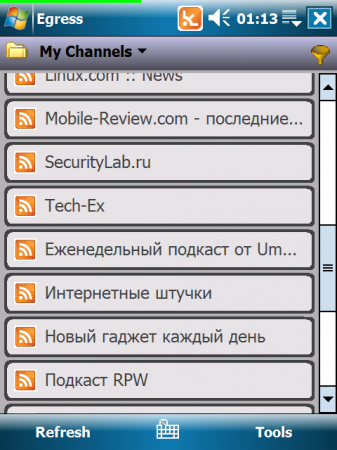 Egress
01:13
My Channels
Linux.com :: News
Mobile-Review.com - последние...
SecurityLab.ru
Tech-Ex
Еженедельный подкаст от Um...
Интернетные штучки
Новый гаджет каждый день
Подкаст RPW
Refresh
Tools